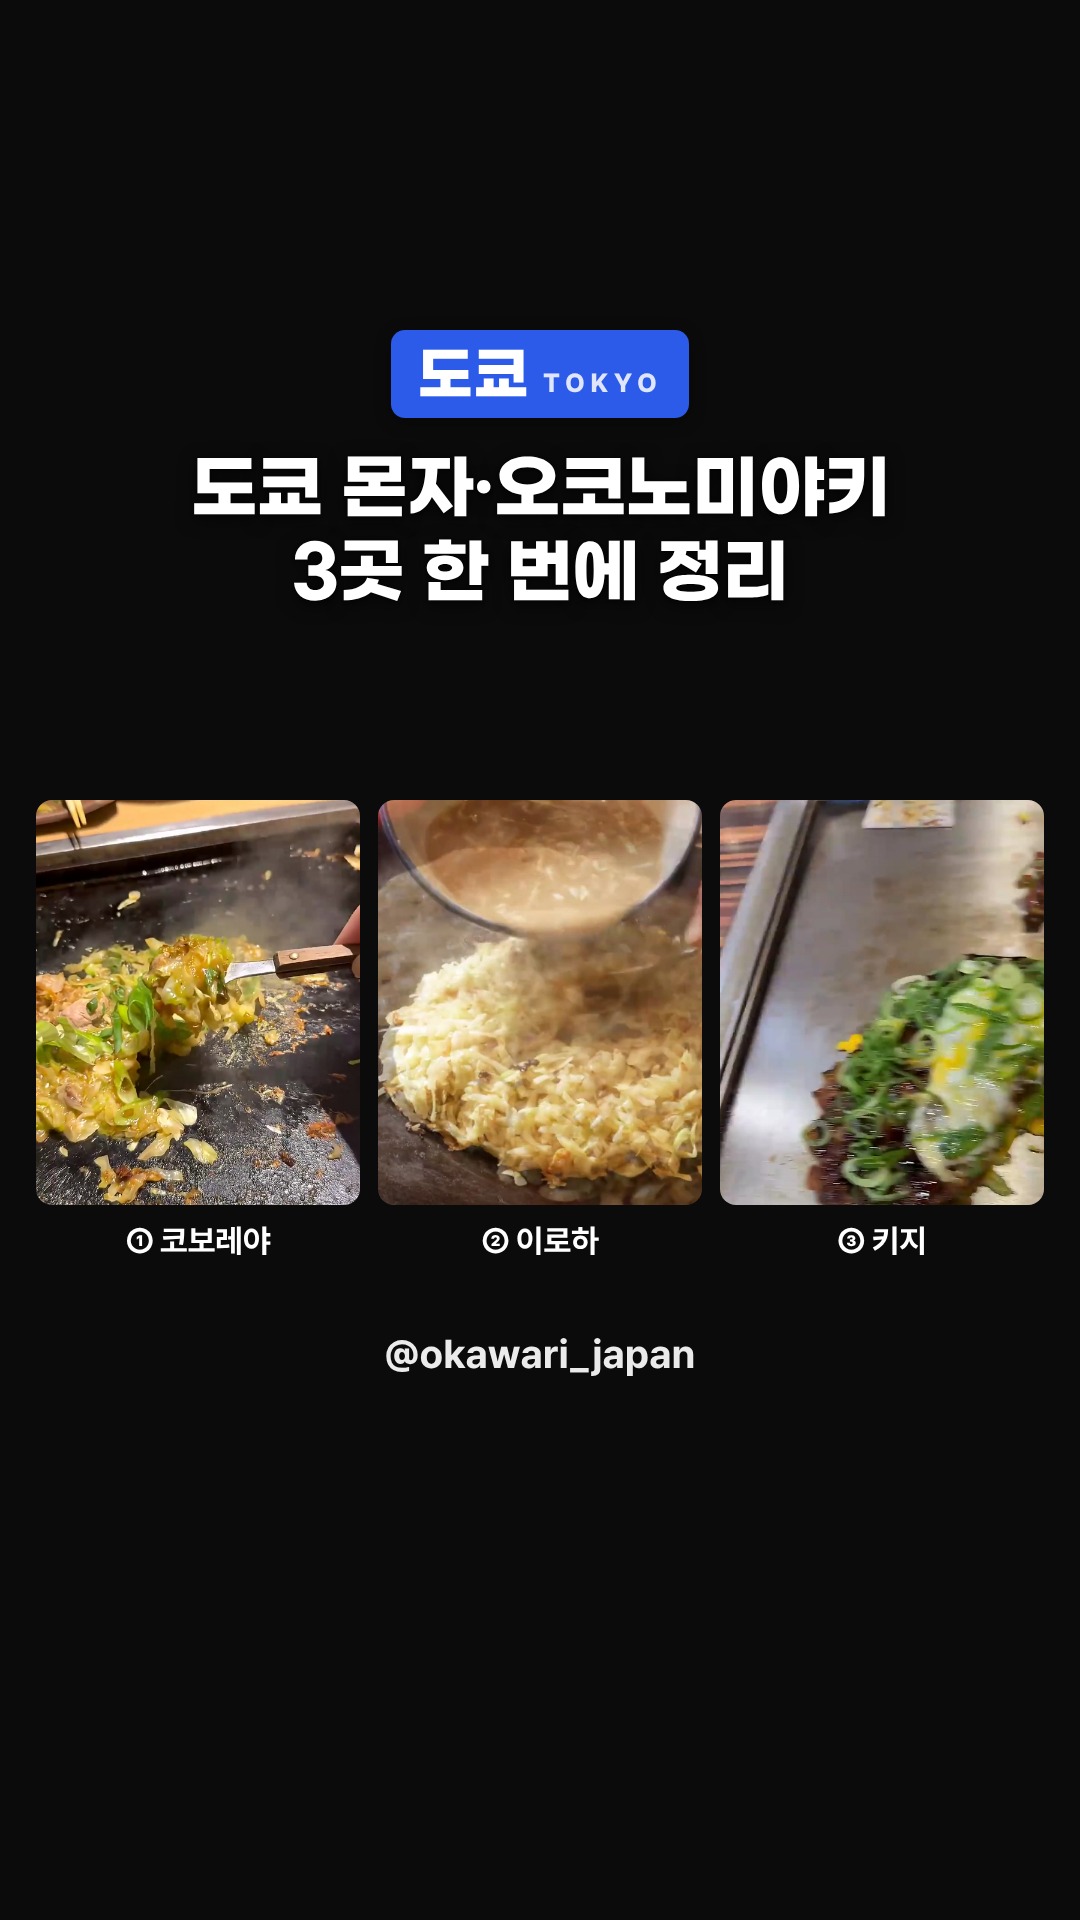 도쿄 TOKYO
도쿄 몬자·오코노미야키
3곳 한 번에 정리
① 코보레야
② 이로하
③ 키지
@okawari_japan